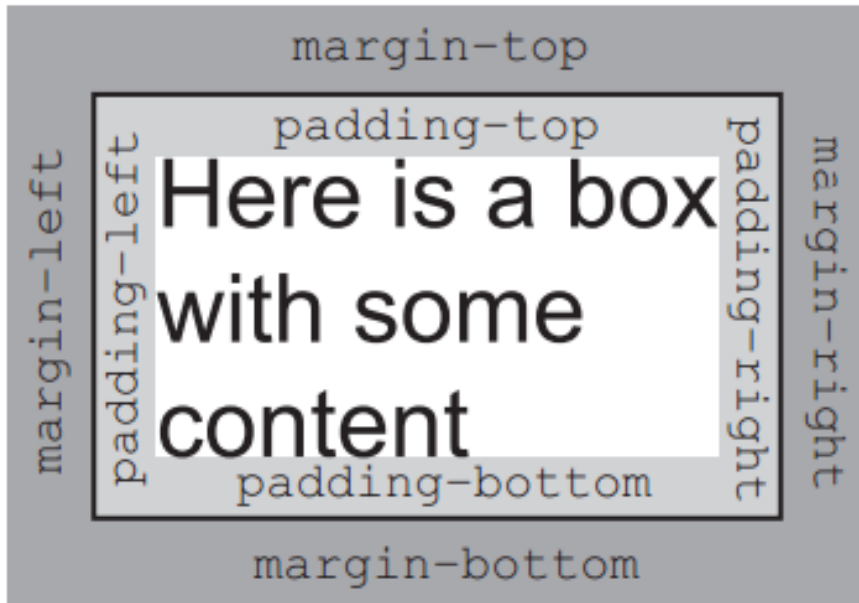 margin-top
padding-top
margin-left
padding-left
Here is a box
with some
content
padding-right
margin-right
padding-bottom
margin-bottom